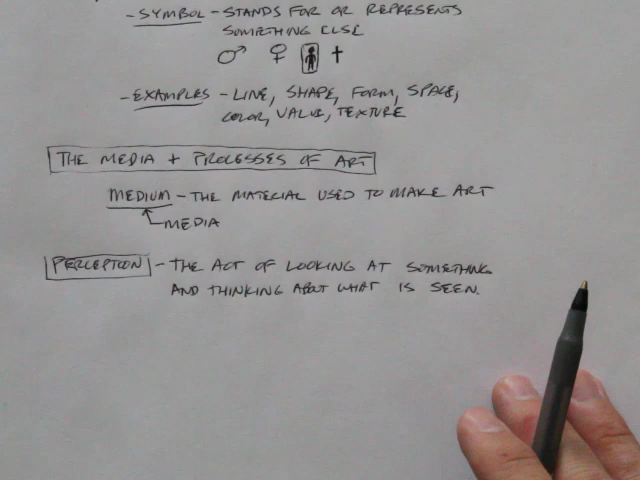 - SYMBOL - STANDS FOR OR REPRESENTS
SOMETHING ELSE
♂ ♀ ✝
- EXAMPLES - LINE, SHAPE, FORM, SPACE,
COLOR, VALUE, TEXTURE
THE MEDIA + PROCESSES OF ART
MEDIUM - THE MATERIAL USED TO MAKE ART
MEDIA
PERCEPTION - THE ACT OF LOOKING AT SOMETHING
AND THINKING ABOUT WHAT IS SEEN.